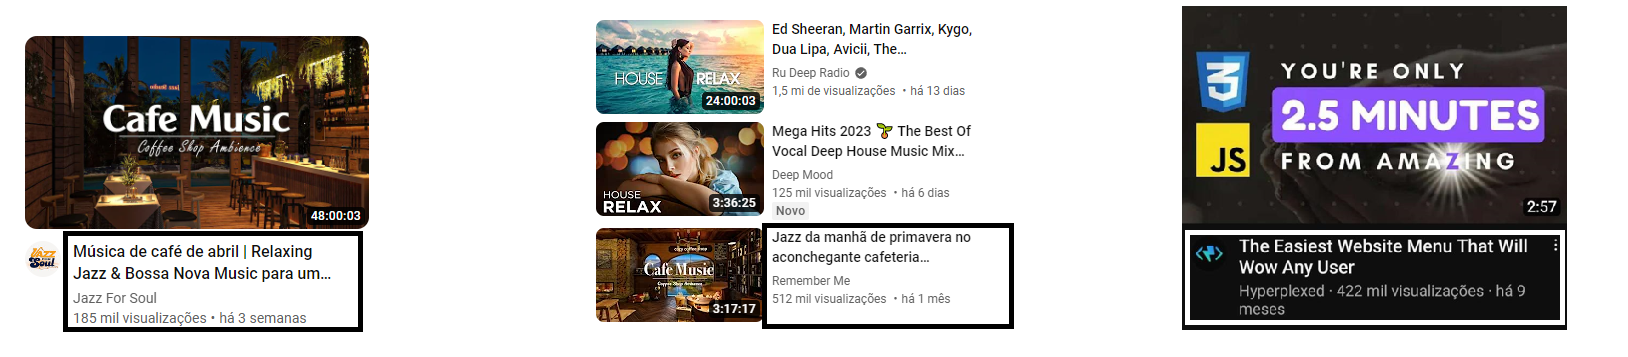 Cafe Music
Coffee Shop Ambience
48:00:03
Jazz
Soul
Música de café de abril | Relaxing
Jazz & Bossa Nova Music para um...
Jazz For Soul
185 mil visualizações • há 3 semanas
HOUSE RELAX
24:00:03
Ed Sheeran, Martin Garrix, Kygo,
Dua Lipa, Avicii, The...
Ru Deep Radio
1,5 mi de visualizações • há 13 dias
HOUSE
RELAX
3:36:25
Mega Hits 2023 🌱 The Best Of
Vocal Deep House Music Mix...
Deep Mood
125 mil visualizações • há 6 dias
Novo
cozy coffee shop
Cafe Music
Coffee Shop Ambience
3:17:17
Jazz da manhã de primavera no
aconchegante cafeteria...
Remember Me
512 mil visualizações • há 1 mês
3
JS
YOU'RE ONLY
2.5 MINUTES
FROM AMAZING
2:57
The Easiest Website Menu That Will
Wow Any User
Hyperplexed · 422 mil visualizações · há 9
meses